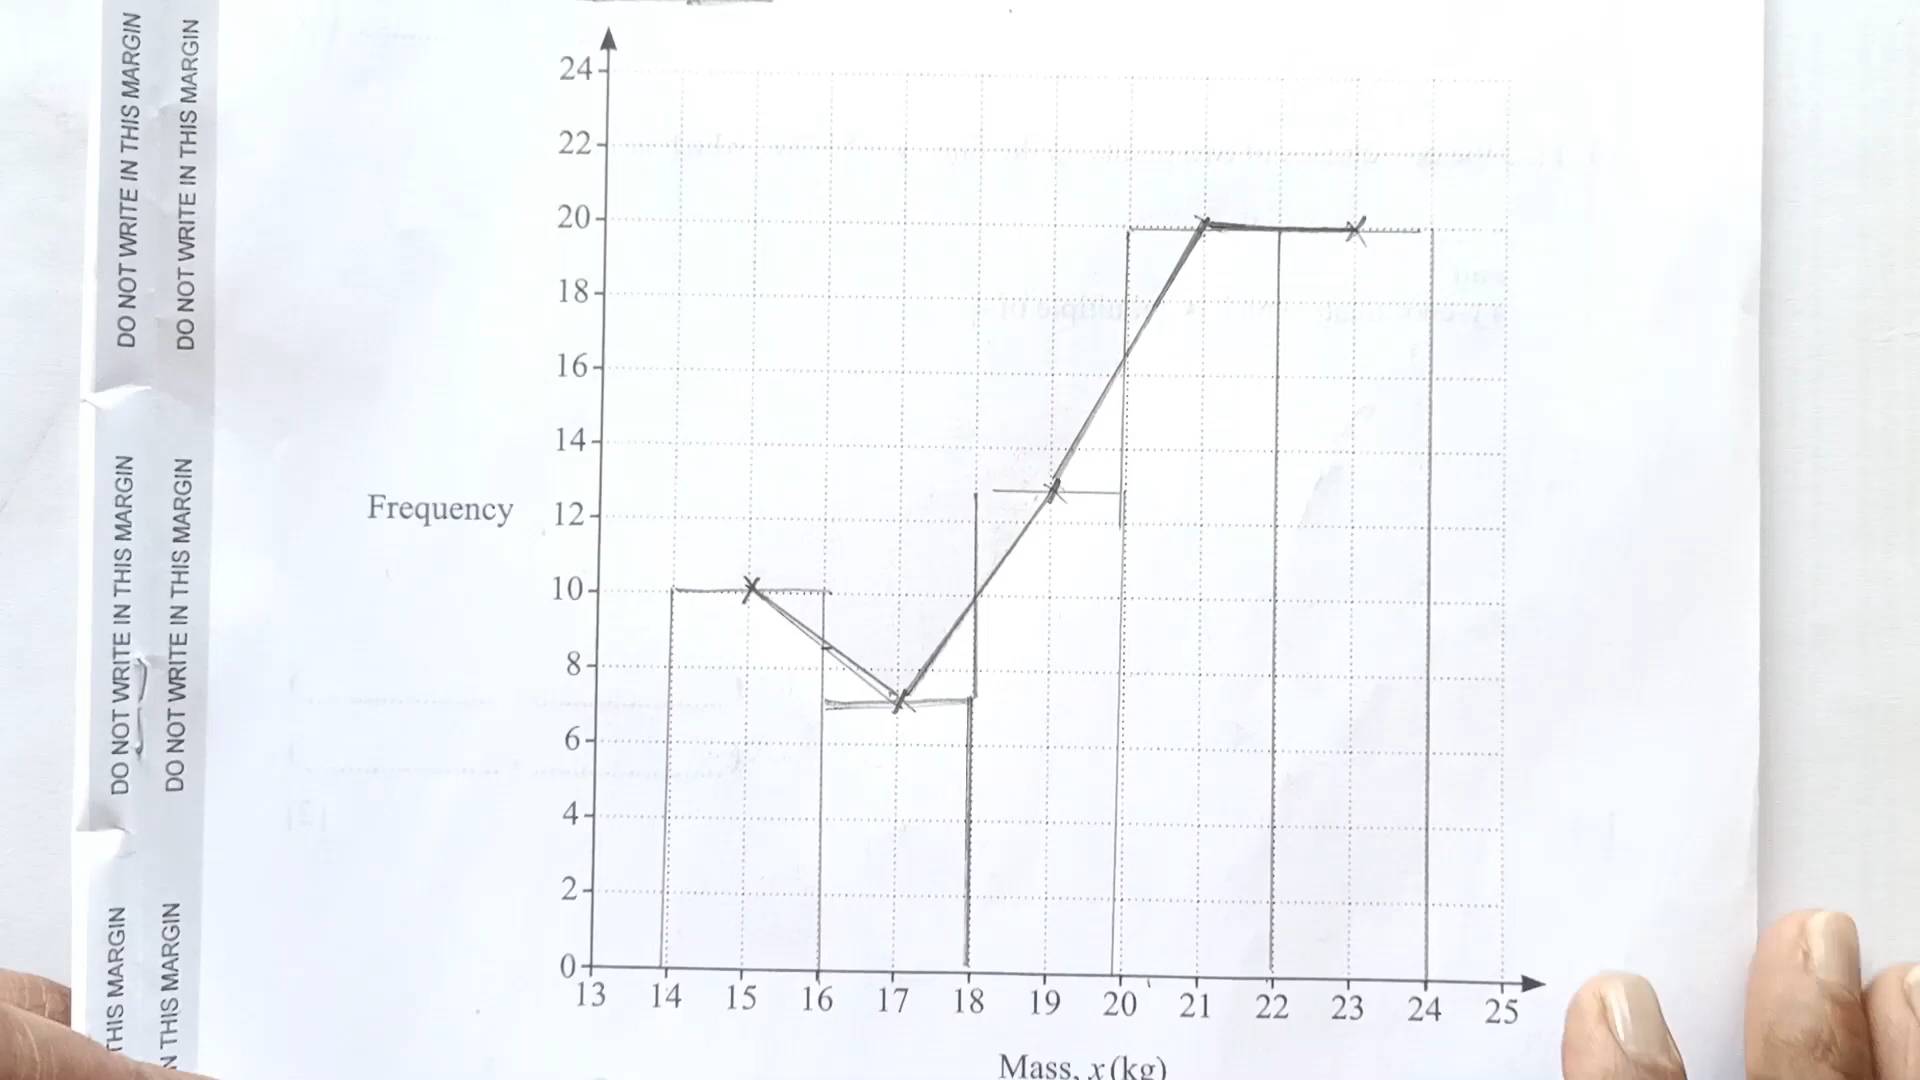 DO NOT WRITE IN THIS MARGIN
DO NOT WRITE IN THIS MARGIN
DO NOT WRITE IN THIS MARGIN
DO NOT WRITE IN THIS MARGIN
THIS MARGIN
N THIS MARGIN
24
22
20
18
16
14
Frequency 12
10
8
6
4
2
0
13 14 15 16 17 18 19 20 21 22 23 24 25
Mass, x (kg)